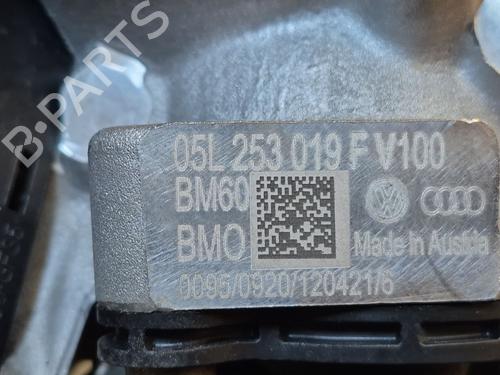 B-PARTS
05L 253 019 F V100
BM60
BMO
Made in Austria
0095/0920/120421/6